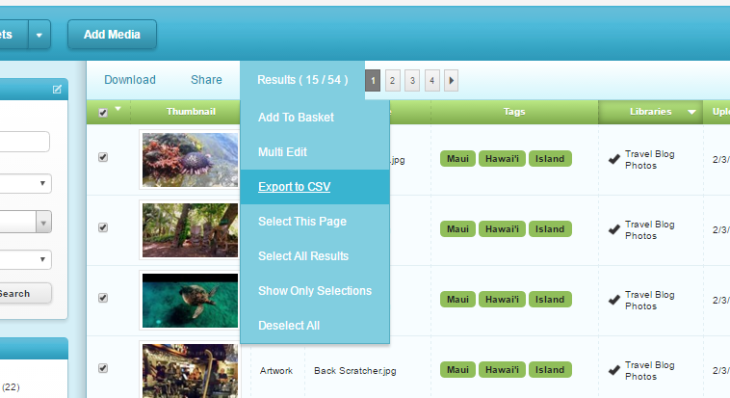 ets
Add Media
Download Share Results ( 15 / 54 ) 1 2 3 4
Thumbnail Tags Libraries Uplo
Add To Basket
Multi Edit
Export to CSV
Select This Page
Select All Results
Show Only Selections
Deselect All
.jpg Maui Hawai'i Island Travel Blog Photos 2/3/
Maui Hawai'i Island Travel Blog Photos 2/3/
Search
Maui Hawai'i Island Travel Blog Photos 2/3/
Artwork Back Scratcher.jpg Maui Hawai'i Island Travel Blog Photos 2/3/
(22)